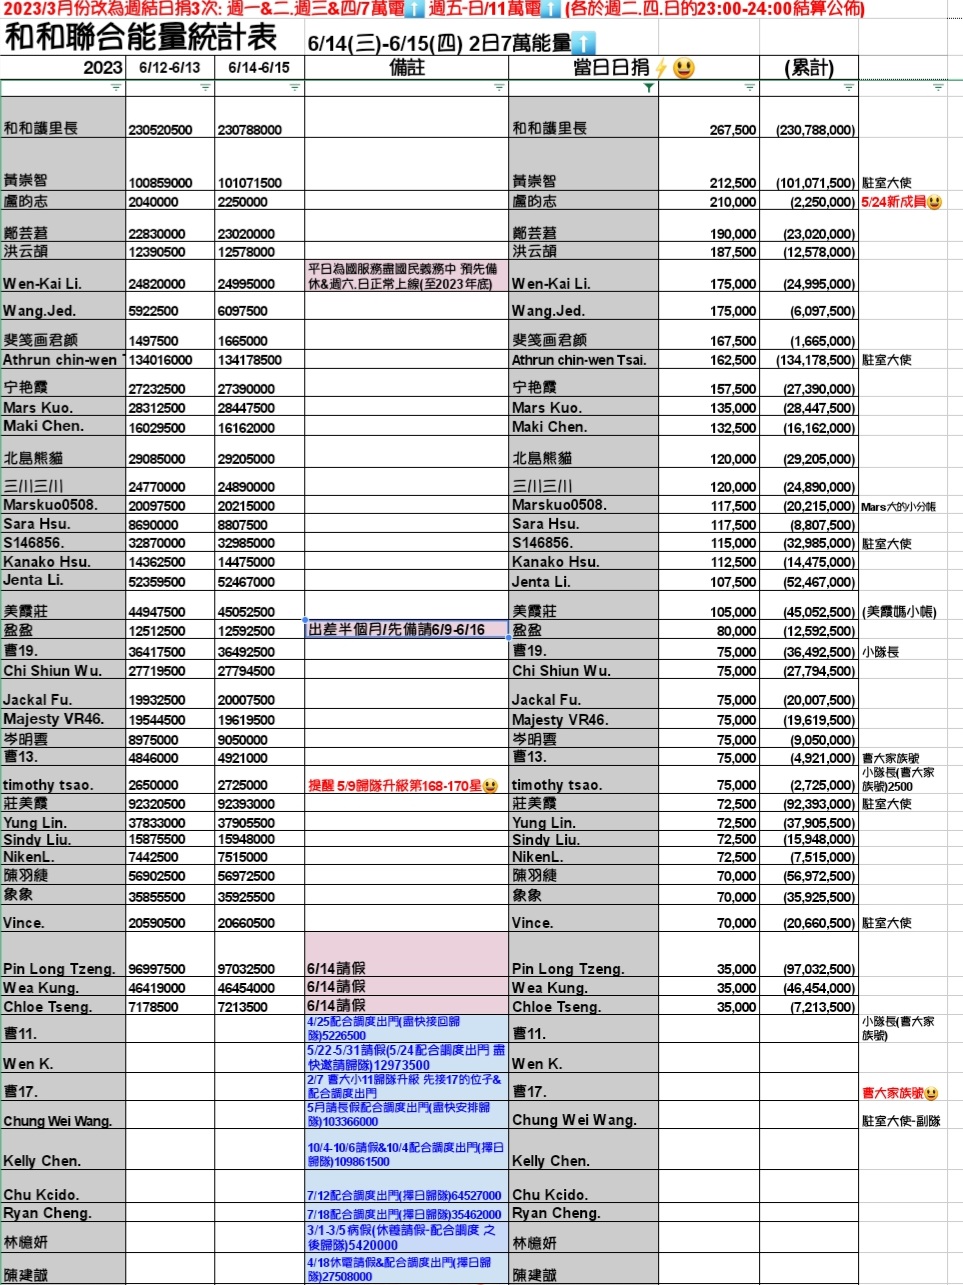 2023/3月份改為週結日捐3次: 週一&二.週三&四/7萬電⬆️ 週五-日/11萬電⬆️ (各於週二.四.日的23:00-24:00結算公佈)
和和聯合能量統計表 6/14(三)-6/15(四) 2日7萬能量⬆️
2023 6/12-6/13 6/14-6/15 備註 當日日捐⚡😃 (累計)
和和護里長 230520500 230788000 和和護里長 267,500 (230,788,000)
黃崇智 100859000 101071500 黃崇智 212,500 (101,071,500) 駐室大使
盧昀志 2040000 2250000 盧昀志 210,000 (2,250,000) 5/24新成員😃
鄰芸萻 22830000 23020000 鄰芸萻 190,000 (23,020,000)
洪云頡 12390500 12578000 洪云頡 187,500 (12,578,000)
平日為國服務盡國民義務中 預先備
Wen-Kai Li. 24820000 24995000 休&週六.日正常上線(至2023年底) Wen-Kai Li. 175,000 (24,995,000)
Wang.Jed. 5922500 6097500 Wang.Jed. 175,000 (6,097,500)
斐笺画君颜 1497500 1665000 斐笺画君颜 167,500 (1,665,000)
Athrun chin-wen T 134016000 134178500 Athrun chin-wen Tsai. 162,500 (134,178,500) 駐室大使
宁艳霞 27232500 27390000 宁艳霞 157,500 (27,390,000)
Mars Kuo. 28312500 28447500 Mars Kuo. 135,000 (28,447,500)
Maki Chen. 16029500 16162000 Maki Chen. 132,500 (16,162,000)
北島熊貓 29085000 29205000 北島熊貓 120,000 (29,205,000)
三川三川 24770000 24890000 三川三川 120,000 (24,890,000)
Marskuo0508. 20097500 20215000 Marskuo0508. 117,500 (20,215,000) Mars大的小分帳
Sara Hsu. 8690000 8807500 Sara Hsu. 117,500 (8,807,500)
S146856. 32870000 32985000 S146856. 115,000 (32,985,000) 駐室大使
Kanako Hsu. 14362500 14475000 Kanako Hsu. 112,500 (14,475,000)
Jenta Li. 52359500 52467000 Jenta Li. 107,500 (52,467,000)
美霞莊 44947500 45052500 美霞莊 105,000 (45,052,500) (美霞媽小帳)
盈盈 12512500 12592500 出差半個月/先備請6/9-6/16 盈盈 80,000 (12,592,500)
曹19. 36417500 36492500 曹19. 75,000 (36,492,500) 小隊長
Chi Shiun Wu. 27719500 27794500 Chi Shiun Wu. 75,000 (27,794,500)
Jackal Fu. 19932500 20007500 Jackal Fu. 75,000 (20,007,500)
Majesty VR46. 19544500 19619500 Majesty VR46. 75,000 (19,619,500)
岑明雲 8975000 9050000 岑明雲 75,000 (9,050,000)
曹13. 4846000 4921000 曹13. 75,000 (4,921,000) 曹大家族號
小隊長(曹大家
timothy tsao. 2650000 2725000 提醒 5/9歸隊升級第168-170星😃 timothy tsao. 75,000 (2,725,000) 族號)2500
莊美霞 92320500 92393000 莊美霞 72,500 (92,393,000) 駐室大使
Yung Lin. 37833000 37905500 Yung Lin. 72,500 (37,905,500)
Sindy Liu. 15875500 15948000 Sindy Liu. 72,500 (15,948,000)
NikenL. 7442500 7515000 NikenL. 72,500 (7,515,000)
陳羽緁 56902500 56972500 陳羽緁 70,000 (56,972,500)
象象 35855500 35925500 象象 70,000 (35,925,500)
Vince. 20590500 20660500 Vince. 70,000 (20,660,500) 駐室大使
Pin Long Tzeng. 96997500 97032500 6/14請假 Pin Long Tzeng. 35,000 (97,032,500)
Wea Kung. 46419000 46454000 6/14請假 Wea Kung. 35,000 (46,454,000)
Chloe Tseng. 7178500 7213500 6/14請假 Chloe Tseng. 35,000 (7,213,500)
4/25配合調度出門(盡快接回歸 小隊長(曹大家
曹11. 隊)5226500 曹11. 族號)
5/22-5/31請假(5/24配合調度出門 盡
Wen K. 快邀請歸隊)12973500 Wen K.
2/7 曹大小11歸隊升級 先接17的位子&
曹17. 配合調度出門 曹17. 曹大家族號😃
5月請長假配合調度出門(盡快安排歸
Chung Wei Wang. 隊)103366000 Chung Wei Wang. 駐室大使-副隊
10/4-10/6請假&10/4配合調度出門(擇日
Kelly Chen. 歸隊)109861500 Kelly Chen.
Chu Kcido. 7/12配合調度出門(擇日歸隊)64527000 Chu Kcido.
Ryan Cheng. 7/18配合調度出門(擇日歸隊)35462000 Ryan Cheng.
3/1-3/5病假(休養請假-配合調度 之
林臆妍 後歸隊)5420000 林臆妍
4/18休電請假&配合調度出門(擇日歸
陳建誠 隊)27508000 陳建誠